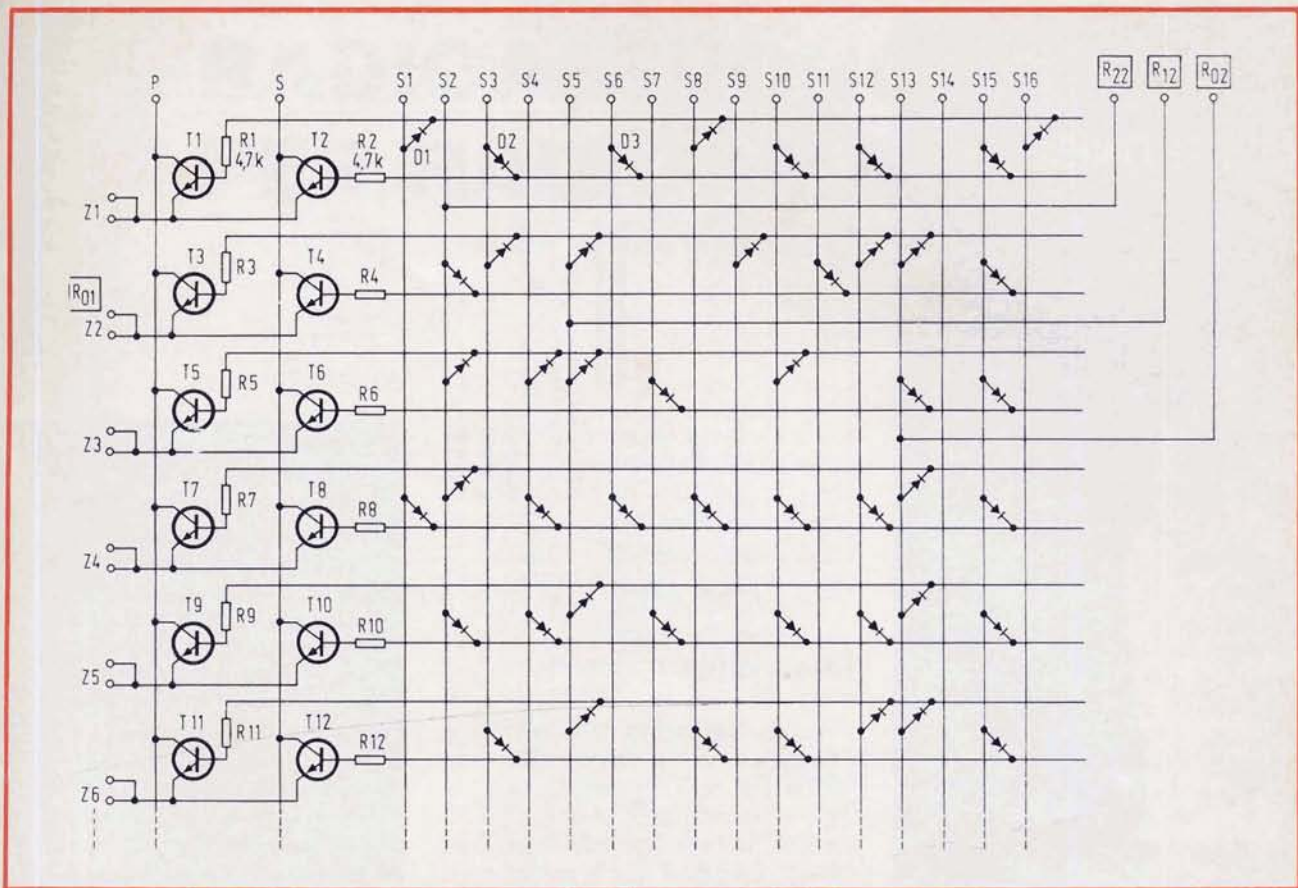 P S S1 S2 S3 S4 S5 S6 S7 S8 S9 S10 S11 S12 S13 S14 S15 S16 R22 R12 R02
T1 R1 4,7k T2 R2 4,7k D1 D2 D3
Z1
T3 R3 T4 R4
R01
Z2
T5 R5 T6 R6
Z3
T7 R7 T8 R8
Z4
T9 R9 T10 R10
Z5
T11 R11 T12 R12
Z6